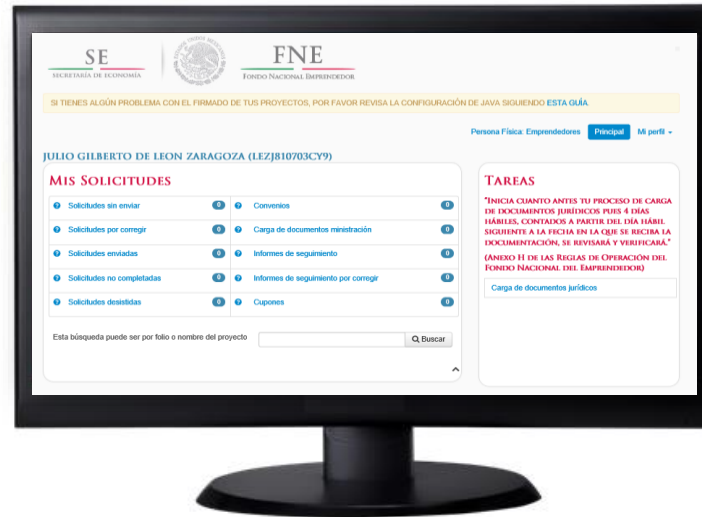 SE
SECRETARÍA DE ECONOMÍA
FNE
FONDO NACIONAL EMPRENDEDOR
SI TIENES ALGÚN PROBLEMA CON EL FIRMADO DE TUS PROYECTOS, POR FAVOR REVISA LA CONFIGURACIÓN DE JAVA SIGUIENDO ESTA GUÍA
Persona Física: Emprendedores Principal Mi perfil
JULIO GILBERTO DE LEON ZARAGOZA (LEZJ810703CY9)
MIS SOLICITUDES
Solicitudes sin enviar 0 Convenios 0
Solicitudes por corregir 0 Carga de documentos ministración 0
Solicitudes enviadas 0 Informes de seguimiento 0
Solicitudes no completadas 0 Informes de seguimiento por corregir 0
Solicitudes desistidas 0 Cupones 0
Esta búsqueda puede ser por folio o nombre del proyecto Buscar
TAREAS
"INICIA CUANTO ANTES TU PROCESO DE CARGA
DE DOCUMENTOS JURÍDICOS PUES 4 DÍAS
HÁBILES, CONTADOS A PARTIR DEL DÍA HÁBIL
SIGUIENTE A LA FECHA EN LA QUE SE RECIBA LA
DOCUMENTACIÓN, SE REVISARÁ Y VERIFICARÁ."
(ANEXO H DE LAS REGLAS DE OPERACIÓN DEL
FONDO NACIONAL DEL EMPRENDEDOR)
Carga de documentos jurídicos